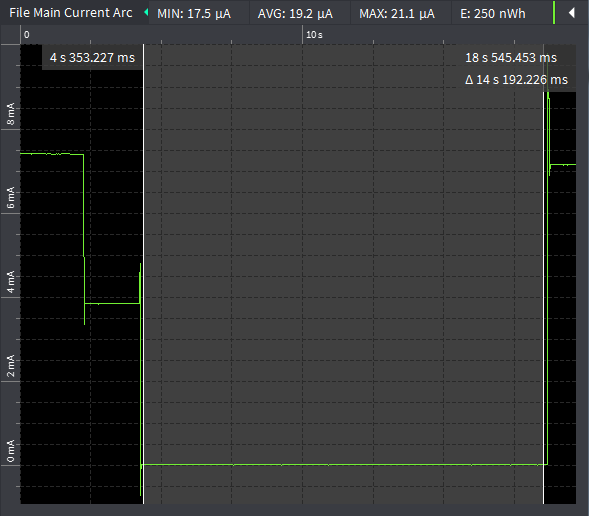 File Main Current Arc MIN: 17.5 µA AVG: 19.2 µA MAX: 21.1 µA E: 250 nWh
0 10 s
4 s 353.227 ms 18 s 545.453 ms
Δ 14 s 192.226 ms
8 mA
6 mA
4 mA
2 mA
0 mA